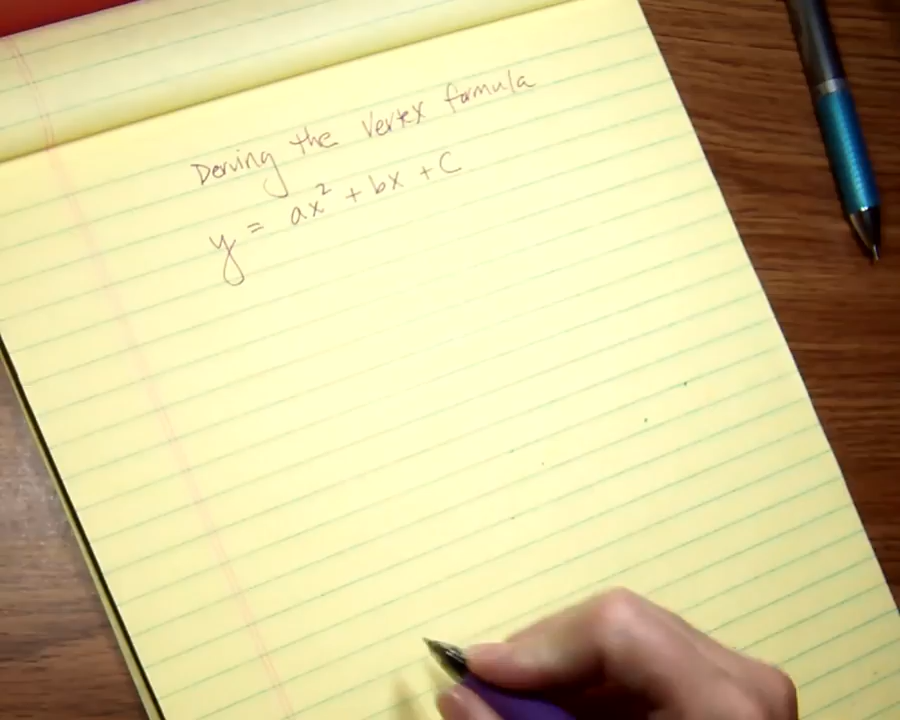 Deriving the Vertex formula
y = ax² + bx + C